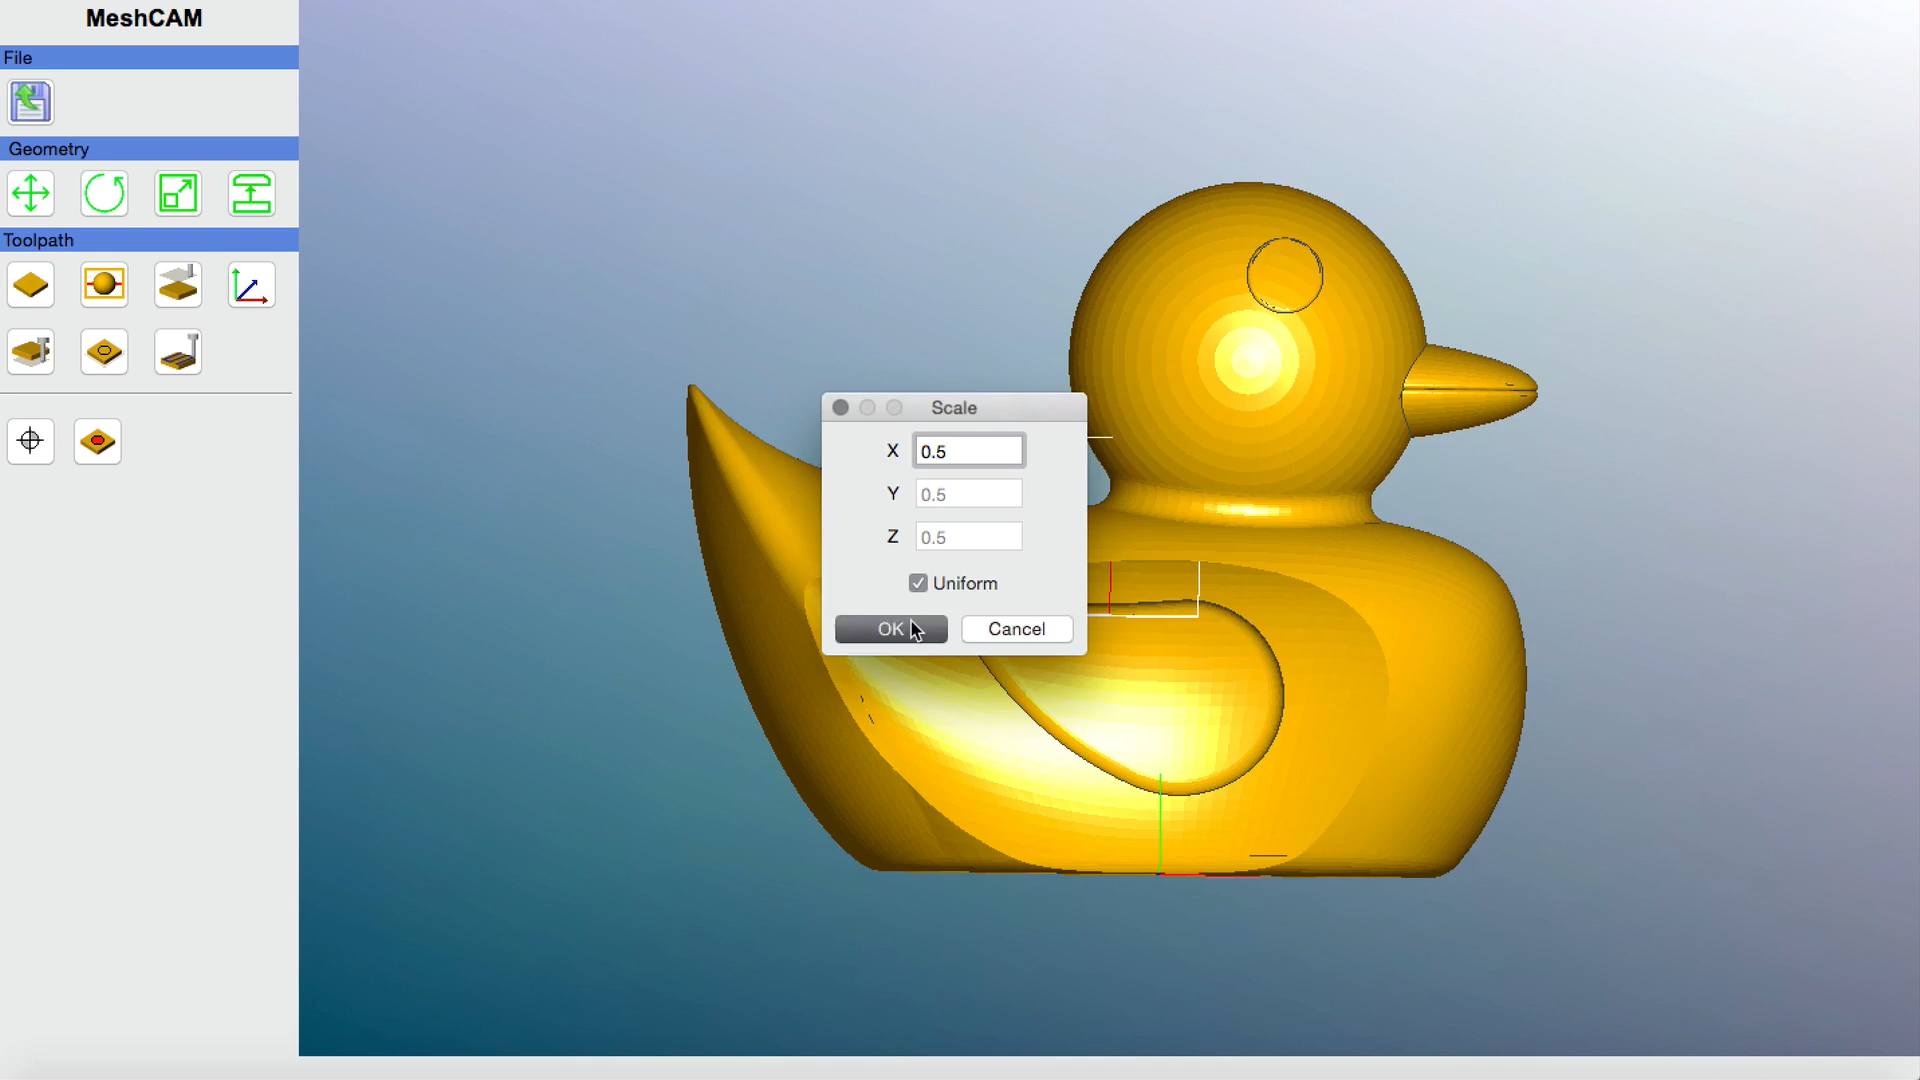 MeshCAM
File
Geometry
Toolpath
Scale
X 0.5
Y 0.5
Z 0.5
Uniform
OK Cancel